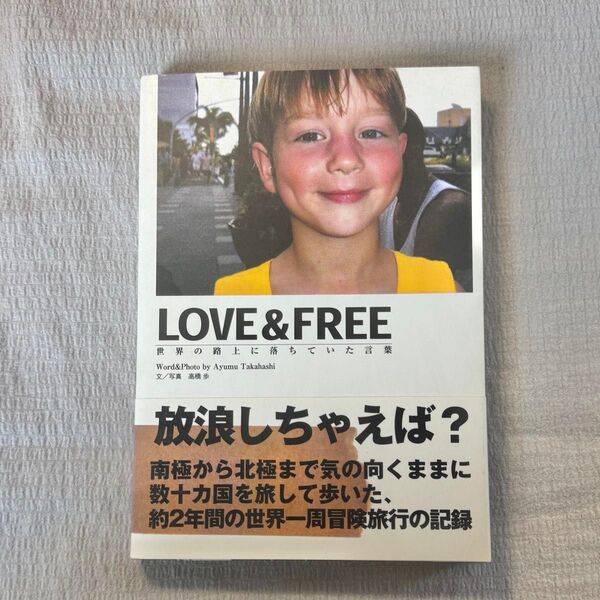 LOVE&FREE
世界の路上に落ちていた言葉
Word&Photo by Ayumu Takahashi
文／写真 高橋 歩
放浪しちゃえば？
南極から北極まで気の向くままに
数十カ国を旅して歩いた、
約2年間の世界一周冒険旅行の記録